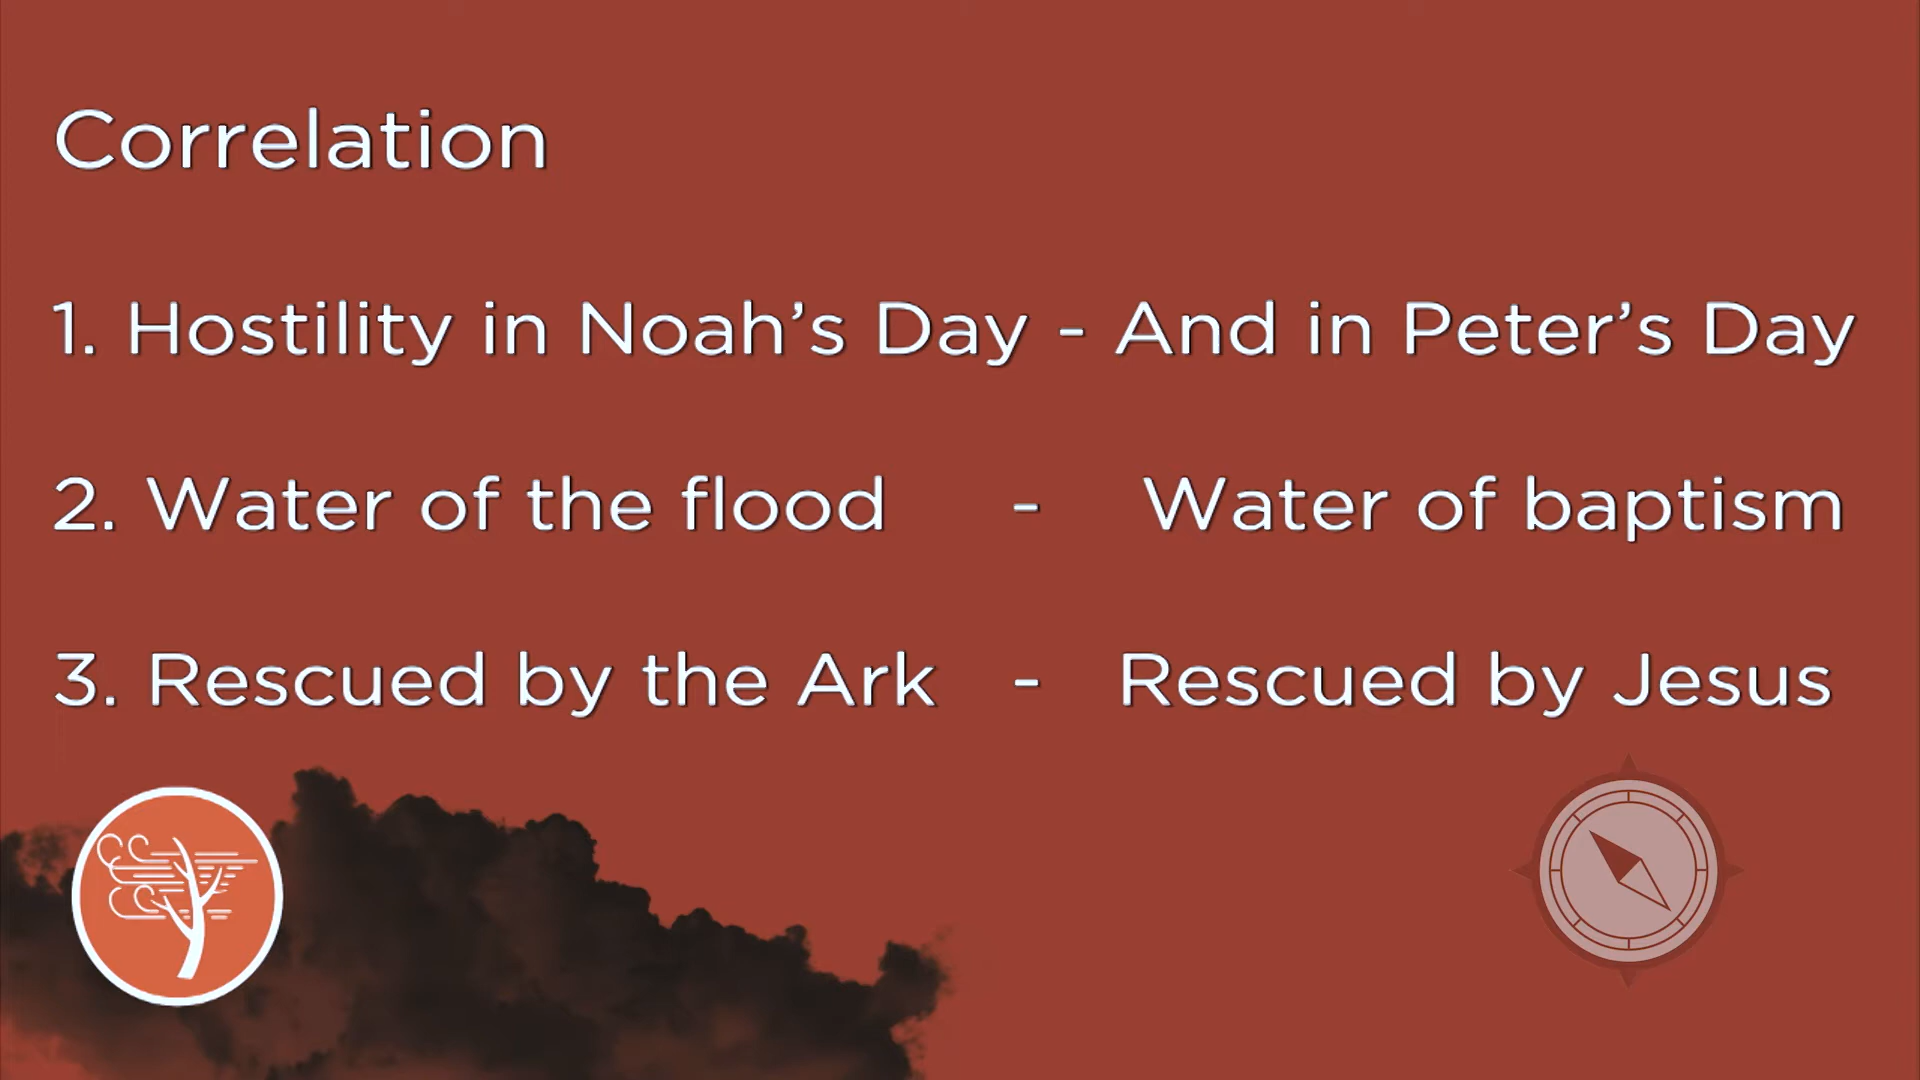 Correlation
1. Hostility in Noah’s Day - And in Peter’s Day
2. Water of the flood - Water of baptism
3. Rescued by the Ark - Rescued by Jesus